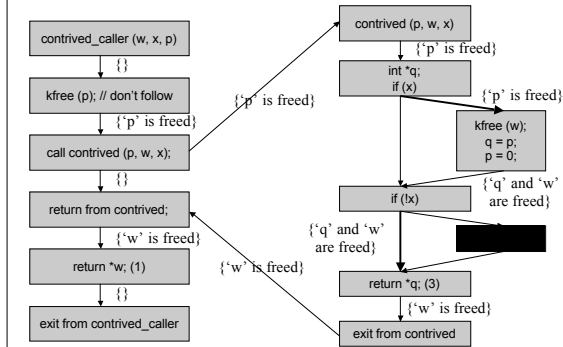 contrived_caller (w, x, p)
{}
kfree (p); // don't follow
{'p' is freed}
call contrived (p, w, x);
{}
return from contrived;
{'w' is freed}
return *w; (1)
{}
exit from contrived_caller
{'p' is freed}
{'w' is freed}
contrived (p, w, x)
{'p' is freed}
int *q;
if (x)
{'p' is freed}
kfree (w);
q = p;
p = 0;
{'q' and 'w'
are freed}
if (!x)
{'q' and 'w'
are freed}
return *q; (3)
{'w' is freed}
exit from contrived